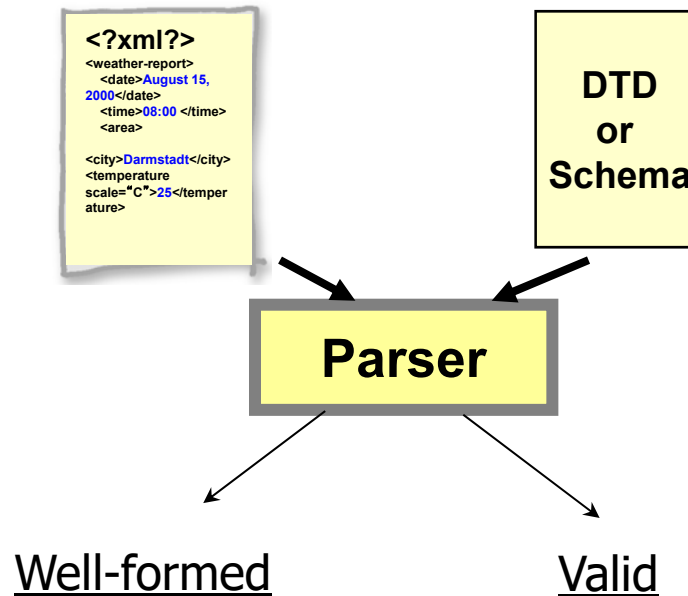 <?xml?>
<weather-report>
<date>August 15,
2000</date>
<time>08:00 </time>
<area>
<city>Darmstadt</city>
<temperature
scale=“C”>25</temper
ature>
DTD
or
Schema
Parser
Well-formed
Valid